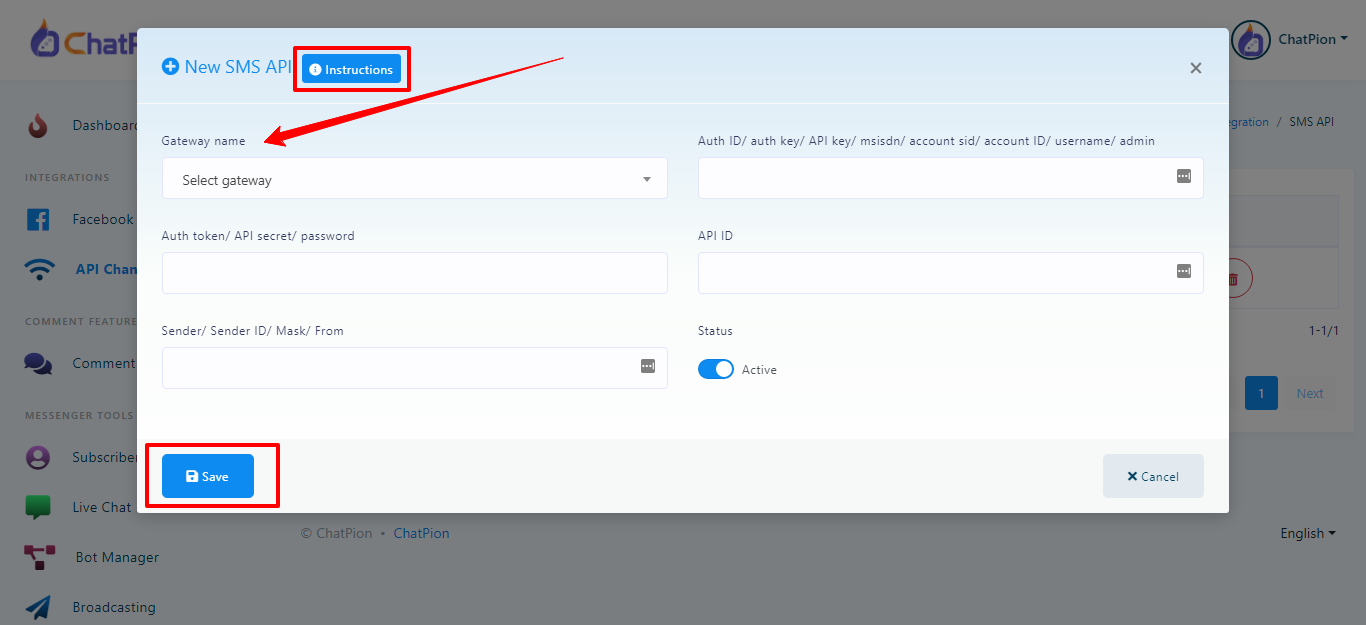 ChatP
ChatPion
New SMS API
Instructions
×
Dashboard
egration / SMS API
Gateway name
Auth ID/ auth key/ API key/ msisdn/ account sid/ account ID/ username/ admin
INTEGRATIONS
Select gateway
Facebook
Auth token/ API secret/ password
API ID
API Chan
COMMENT FEATURE
Sender/ Sender ID/ Mask/ From
Status
1-1/1
Comment
Active
1
Next
MESSENGER TOOLS
Subscriber
Save
Cancel
Live Chat
© ChatPion • ChatPion
English
Bot Manager
Broadcasting